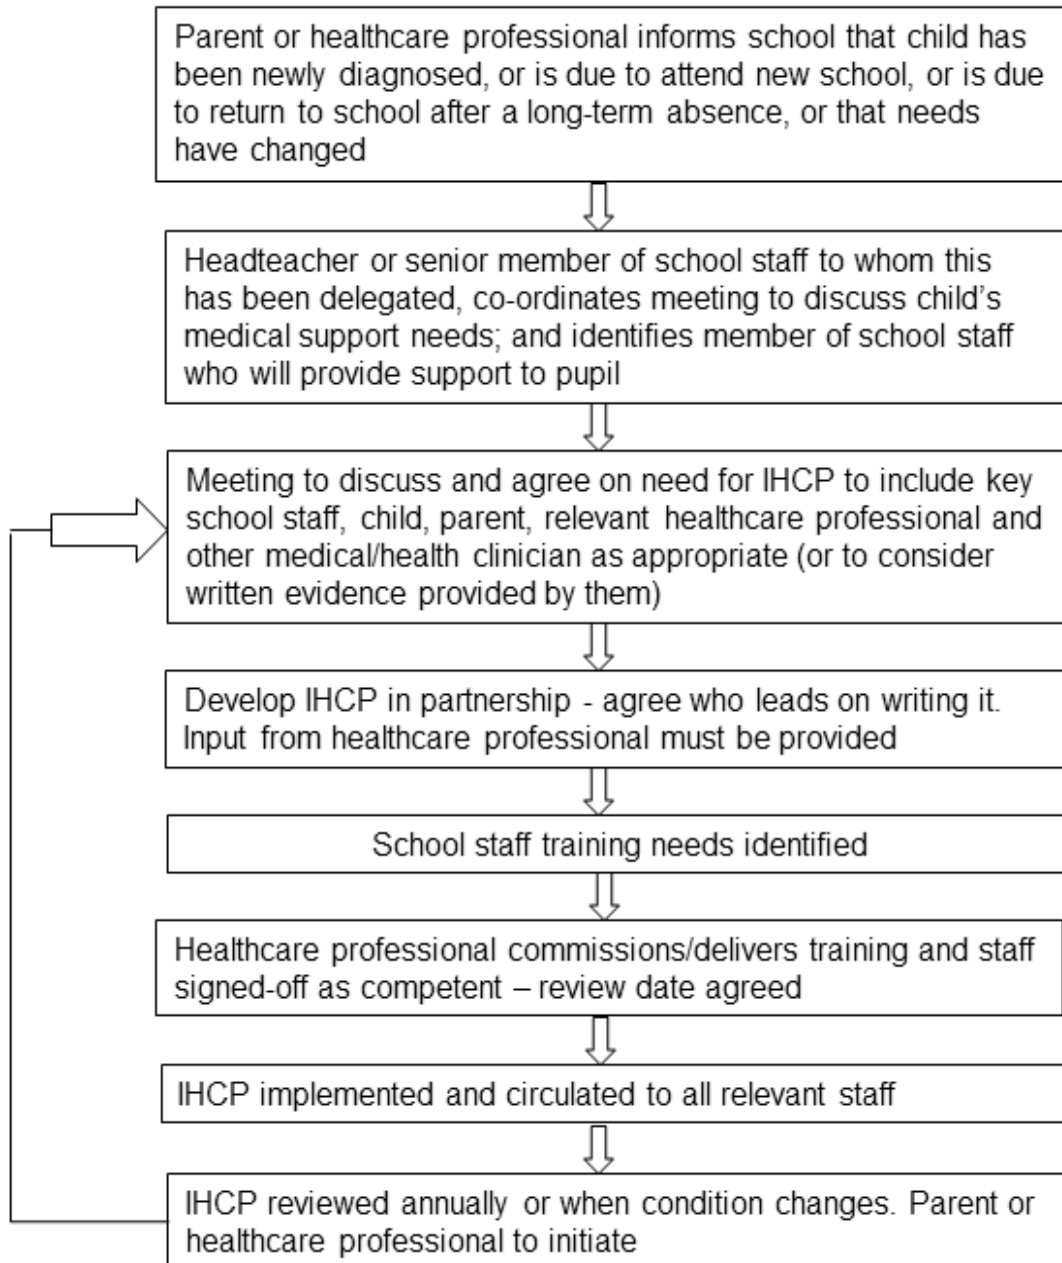 Parent or healthcare professional informs school that child has
been newly diagnosed, or is due to attend new school, or is due
to return to school after a long-term absence, or that needs
have changed
Headteacher or senior member of school staff to whom this
has been delegated, co-ordinates meeting to discuss child's
medical support needs; and identifies member of school staff
who will provide support to pupil
Meeting to discuss and agree on need for IHCP to include key
school staff, child, parent, relevant healthcare professional and
other medical/health clinician as appropriate (or to consider
written evidence provided by them)
Develop IHCP in partnership - agree who leads on writing it.
Input from healthcare professional must be provided
School staff training needs identified
Healthcare professional commissions/delivers training and staff
signed-off as competent – review date agreed
IHCP implemented and circulated to all relevant staff
IHCP reviewed annually or when condition changes. Parent or
healthcare professional to initiate